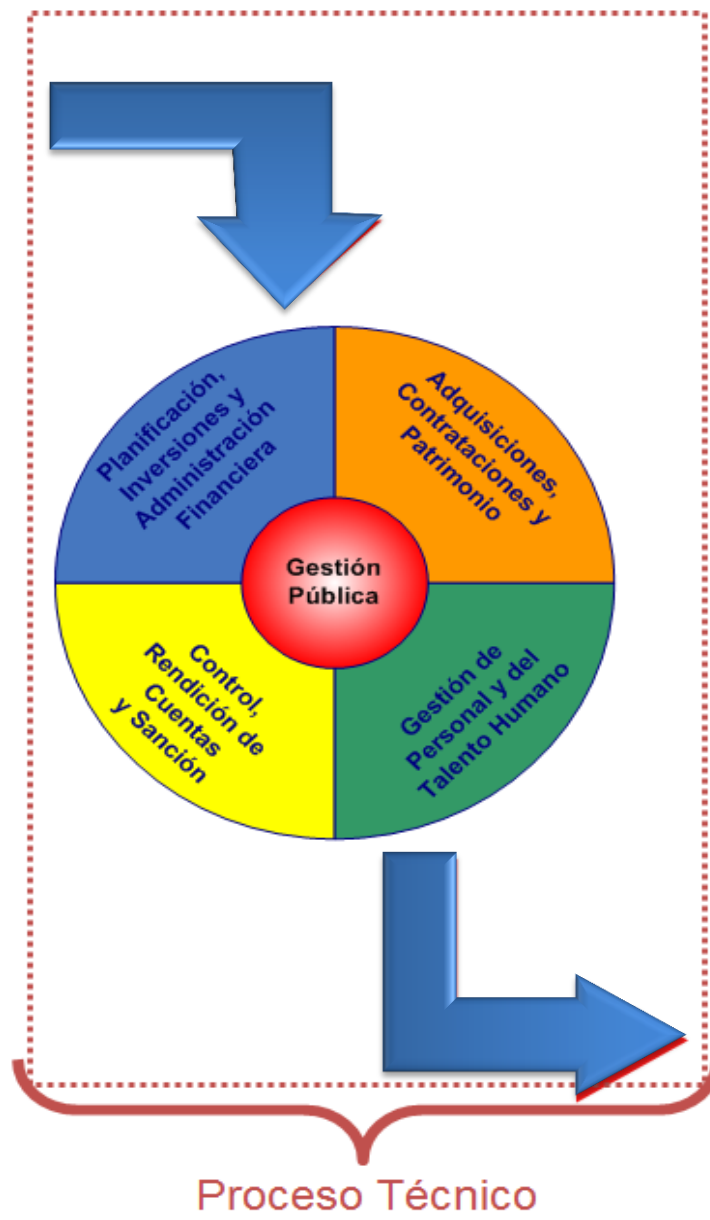 Planificación,
Inversiones y
Administración
Financiera
Adquisiciones,
Contrataciones y
Patrimonio
Gestión
Pública
Control,
Rendición de
Cuentas
y Sanción
Gestión de
Personal y del
Talento Humano
Proceso Técnico